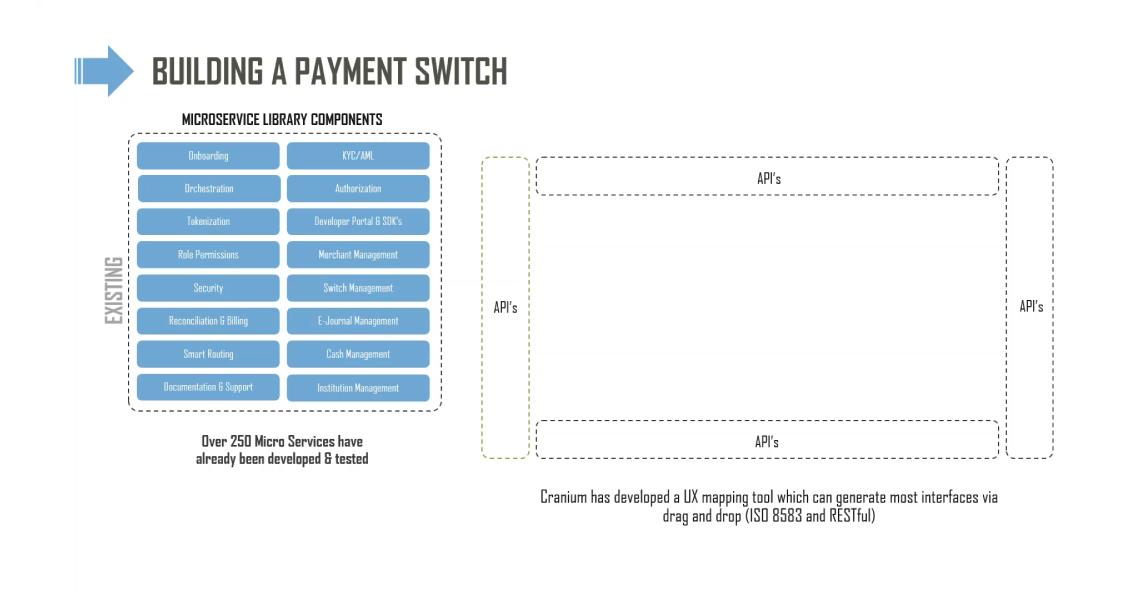 BUILDING A PAYMENT SWITCH
MICROSERVICE LIBRARY COMPONENTS
EXISTING
Onboarding
KYC/AML
Orchestration
Authorization
Tokenization
Developer Portal & SDK's
Role Permissions
Merchant Management
Security
Switch Management
Reconciliation & Billing
E-Journal Management
Smart Routing
Cash Management
Documentation & Support
Institution Management
Over 250 Micro Services have
already been developed & tested
API's
API's
API's
API's
Cranium has developed a UX mapping tool which can generate most interfaces via
drag and drop (ISO 8583 and RESTful)